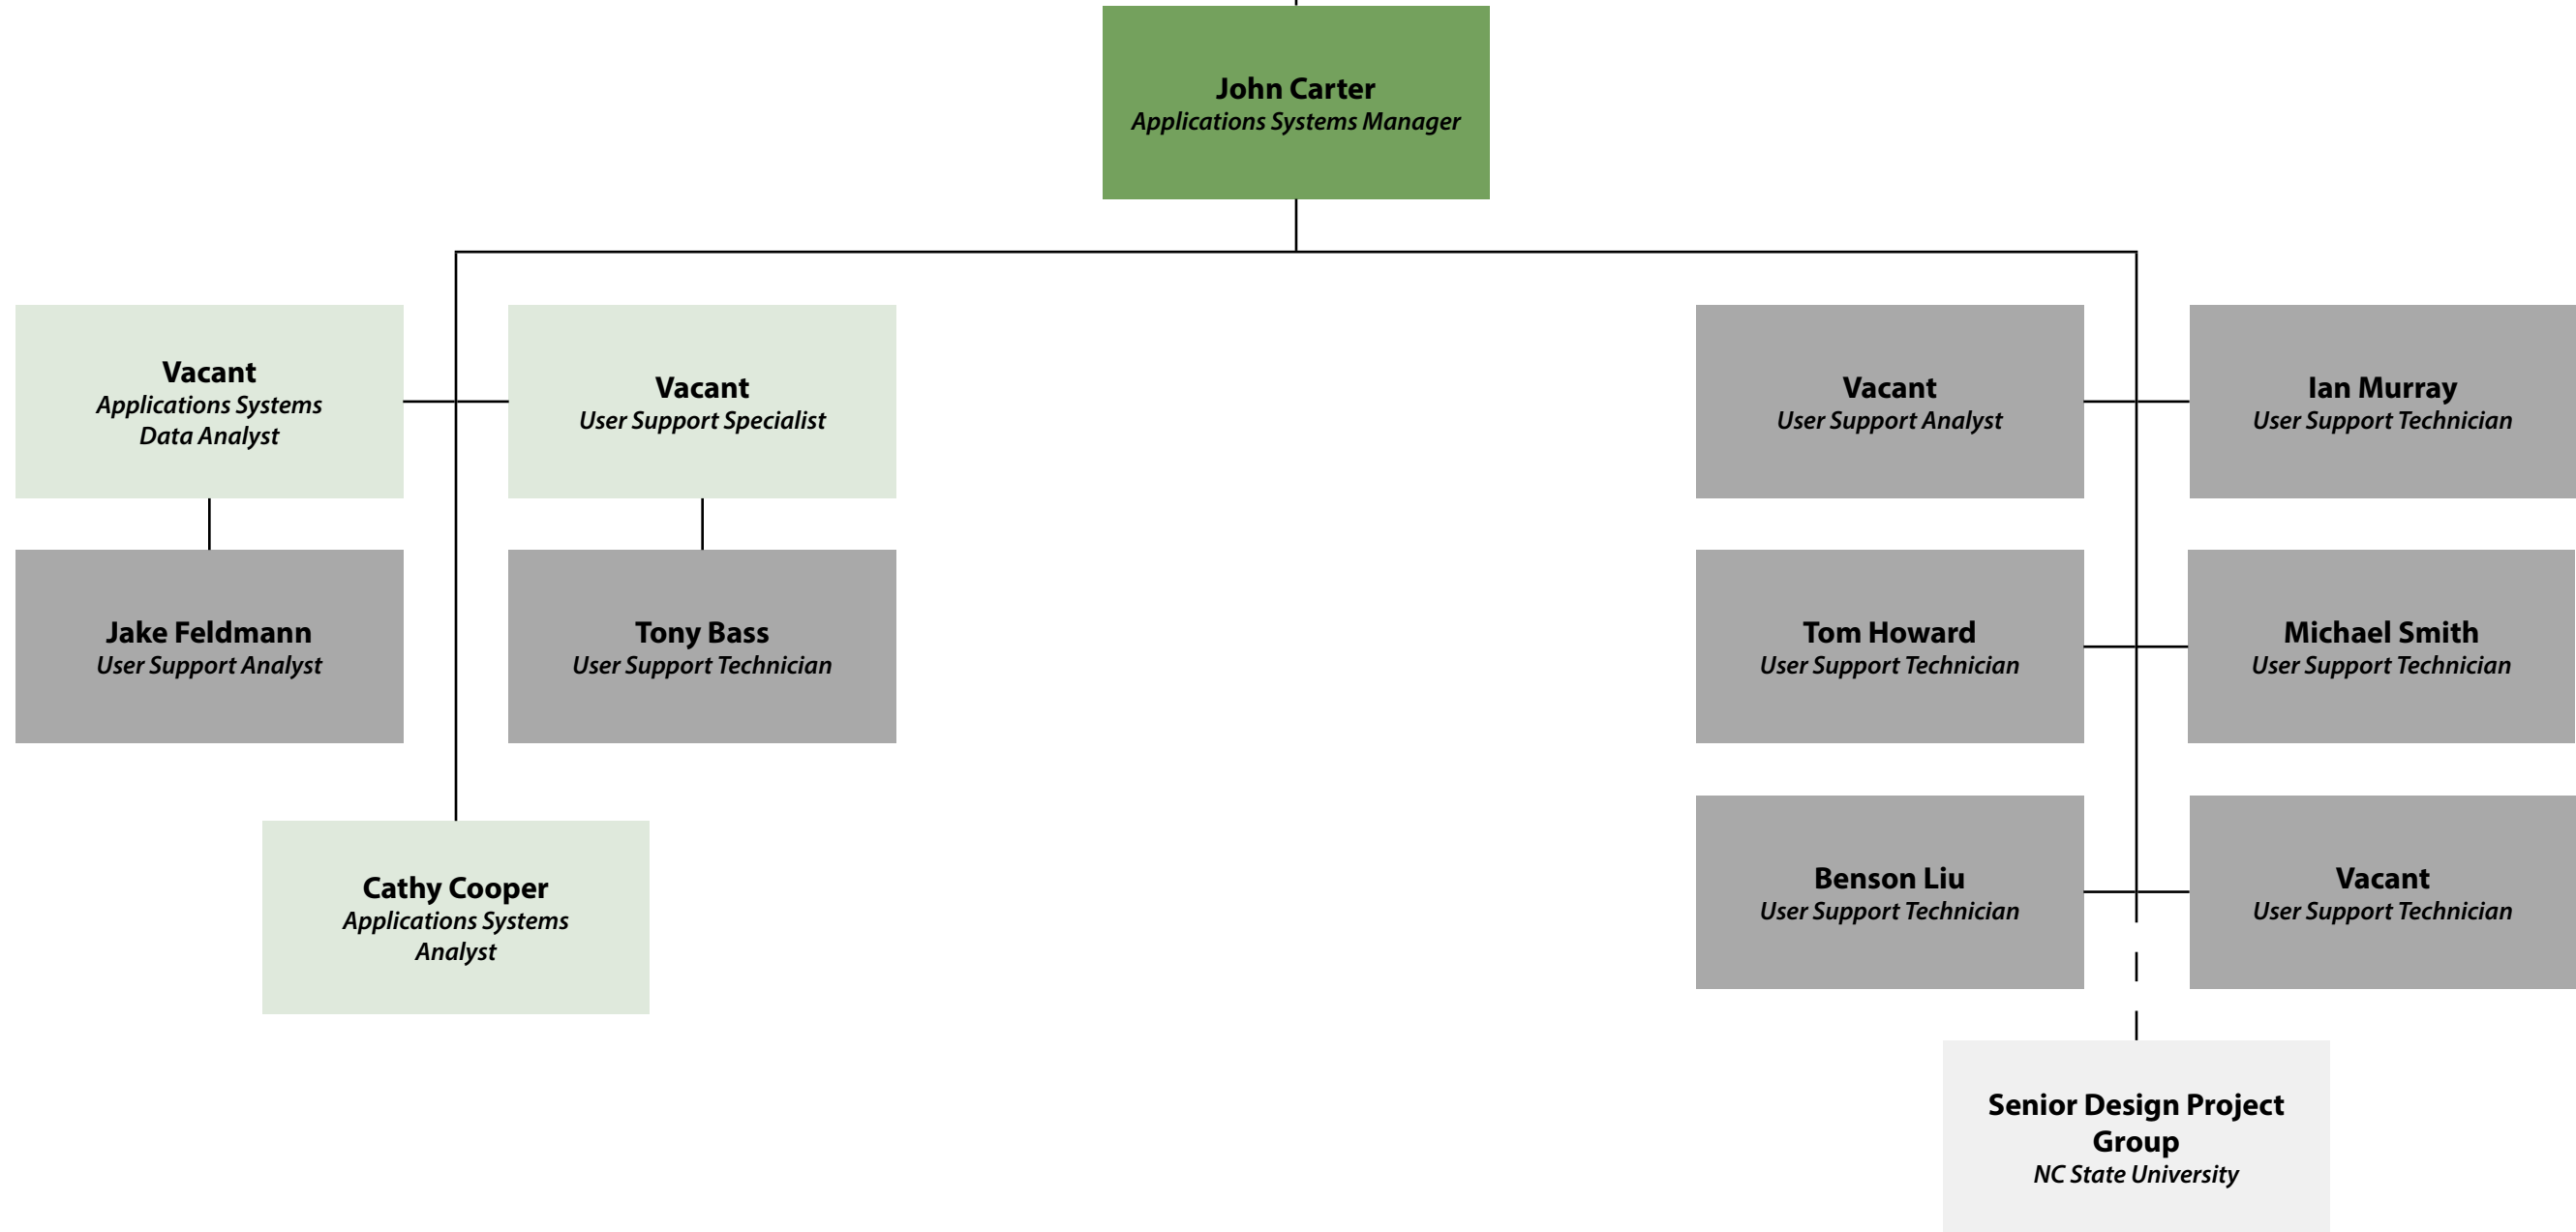 John Carter
Applications Systems Manager
Vacant
Applications Systems
Data Analyst
Vacant
User Support Specialist
Vacant
User Support Analyst
Ian Murray
User Support Technician
Jake Feldmann
User Support Analyst
Tony Bass
User Support Technician
Tom Howard
User Support Technician
Michael Smith
User Support Technician
Cathy Cooper
Applications Systems
Analyst
Benson Liu
User Support Technician
Vacant
User Support Technician
Senior Design Project
Group
NC State University